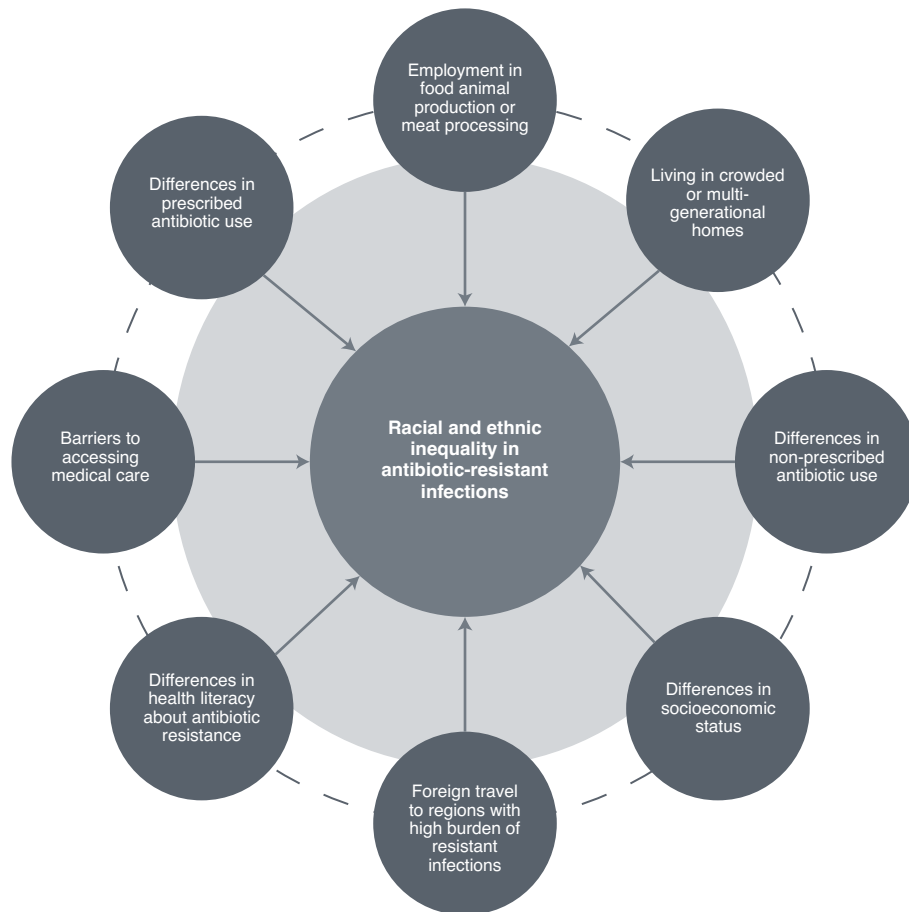 Employment in
food animal
production or
meat processing
Living in crowded
or multi-
generational
homes
Differences in
non-prescribed
antibiotic use
Differences in
socioeconomic
status
Foreign travel
to regions with
high burden of
resistant
infections
Differences in
health literacy
about antibiotic
resistance
Barriers to
accessing
medical care
Differences in
prescribed
antibiotic use
Racial and ethnic
inequality in
antibiotic-resistant
infections